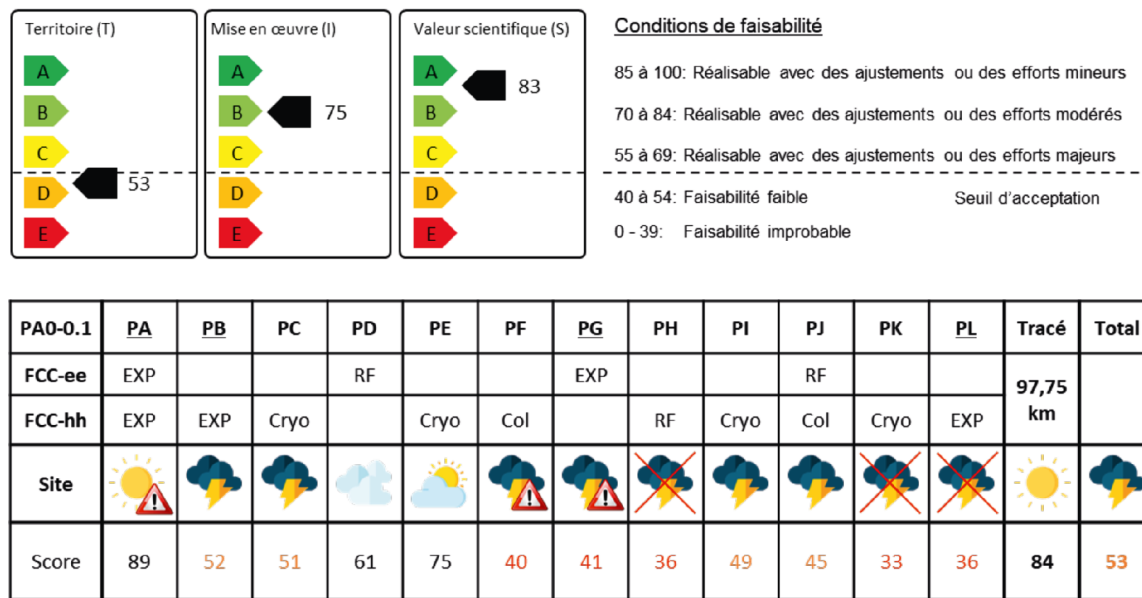 Territoire (T)
A
B
C
D
E
53
Mise en œuvre (I)
A
B
C
D
E
75
Valeur scientifique (S)
A
B
C
D
E
83
Conditions de faisabilité
85 à 100: Réalisable avec des ajustements ou des efforts mineurs
70 à 84: Réalisable avec des ajustements ou des efforts modérés
55 à 69: Réalisable avec des ajustements ou des efforts majeurs
40 à 54: Faisabilité faible Seuil d'acceptation
0 - 39: Faisabilité improbable
PA0-0.1 PA PB PC PD PE PF PG PH PI PJ PK PL Tracé Total
FCC-ee EXP RF EXP RF
97,75
km
FCC-hh EXP EXP Cryo Cryo Col RF Cryo Col Cryo EXP
Site ! ! !
Score 89 52 51 61 75 40 41 36 49 45 33 36 84 53